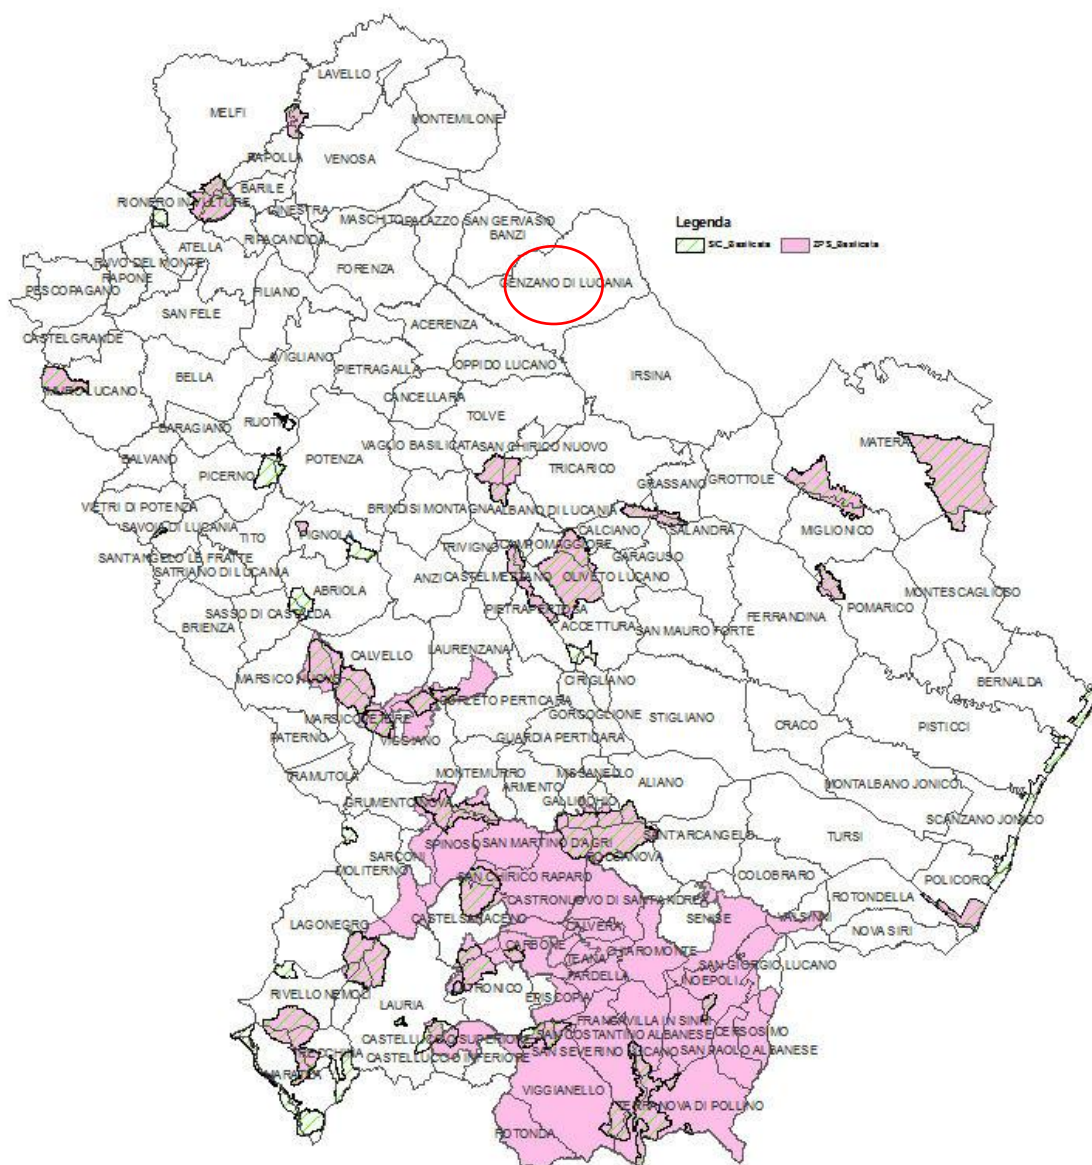 LAVELLO
MELFI
MONTEMILONE
RAPOLLA
VENOSA
BARILE
RIONERO IN VULTURE
GINESTRA
MASCHITO
PALAZZO SAN GERVASIO
BANZI
Legenda
SIC_Basilicata
ZPS_Basilicata
ATELLA
RIPACANDIDA
RUVO DEL MONTE
RAPONE
FORENZA
PESCOPAGANO
FILIANO
GENZANO DI LUCANIA
SAN FELE
ACERENZA
CASTELGRANDE
AVIGLIANO
PIETRAGALLA
OPPIDO LUCANO
BELLA
IRSINA
MURO LUCANO
CANCELLARA
TOLVE
BARAGIANO
RUOTI
VAGLIO BASILICATA
SAN CHIRICO NUOVO
MATERA
BALVANO
POTENZA
PICERNO
TRICARICO
GRASSANO
GROTTOLE
VIETRI DI POTENZA
BRINDISI MONTAGNA
ALBANO DI LUCANIA
SAVOIA DI LUCANIA
TITO
PIGNOLA
CALCIANO
SALANDRA
MIGLIONICO
TRIVIGNO
CAMPOMAGGIORE
GARAGUSO
SANT'ANGELO LE FRATTE
SATRIANO DI LUCANIA
ABRIOLA
ANZI
CASTELMEZZANO
OLIVETO LUCANO
MONTESCAGLIOSO
SASSO DI CASTALDA
PIETRAPERTOSA
FERRANDINA
POMARICO
BRIENZA
ACCETTURA
SAN MAURO FORTE
CALVELLO
LAURENZANA
MARSICO NUOVO
CIRIGLIANO
BERNALDA
CORLETO PERTICARA
GORGOGLIONE
STIGLIANO
MARSICOVETERE
CRACO
PISTICCI
PATERNO
VIGGIANO
GUARDIA PERTICARA
TRAMUTOLA
MONTEMURRO
MISSANELLO
ALIANO
ARMENTO
MONTALBANO JONICO
GRUMENTO NOVA
GALLICCHIO
SCANZANO JONICO
SPINOSO
SAN MARTINO D'AGRI
SANT'ARCANGELO
TURSI
SARCONI
ROCCANOVA
MOLITERNO
SAN CHIRICO RAPARO
COLOBRARO
POLICORO
CASTRONUOVO DI SANT'ANDREA
ROTONDELLA
LAGONEGRO
CASTELSARACENO
SENISE
VALSINNI
CALVERA
NOVA SIRI
CARBONE
CHIAROMONTE
TEANA
SAN GIORGIO LUCANO
FARDELLA
NOEPOLI
RIVELLO
NEMOLI
LATRONICO
EPISCOPIA
LAURIA
FRANCAVILLA IN SINNI
CERSOSIMO
CASTELLUCCIO SUPERIORE
SAN COSTANTINO ALBANESE
TRECCHINA
CASTELLUCCIO INFERIORE
SAN SEVERINO LUCANO
SAN PAOLO ALBANESE
MARATEA
VIGGIANELLO
TERRANOVA DI POLLINO
ROTONDA